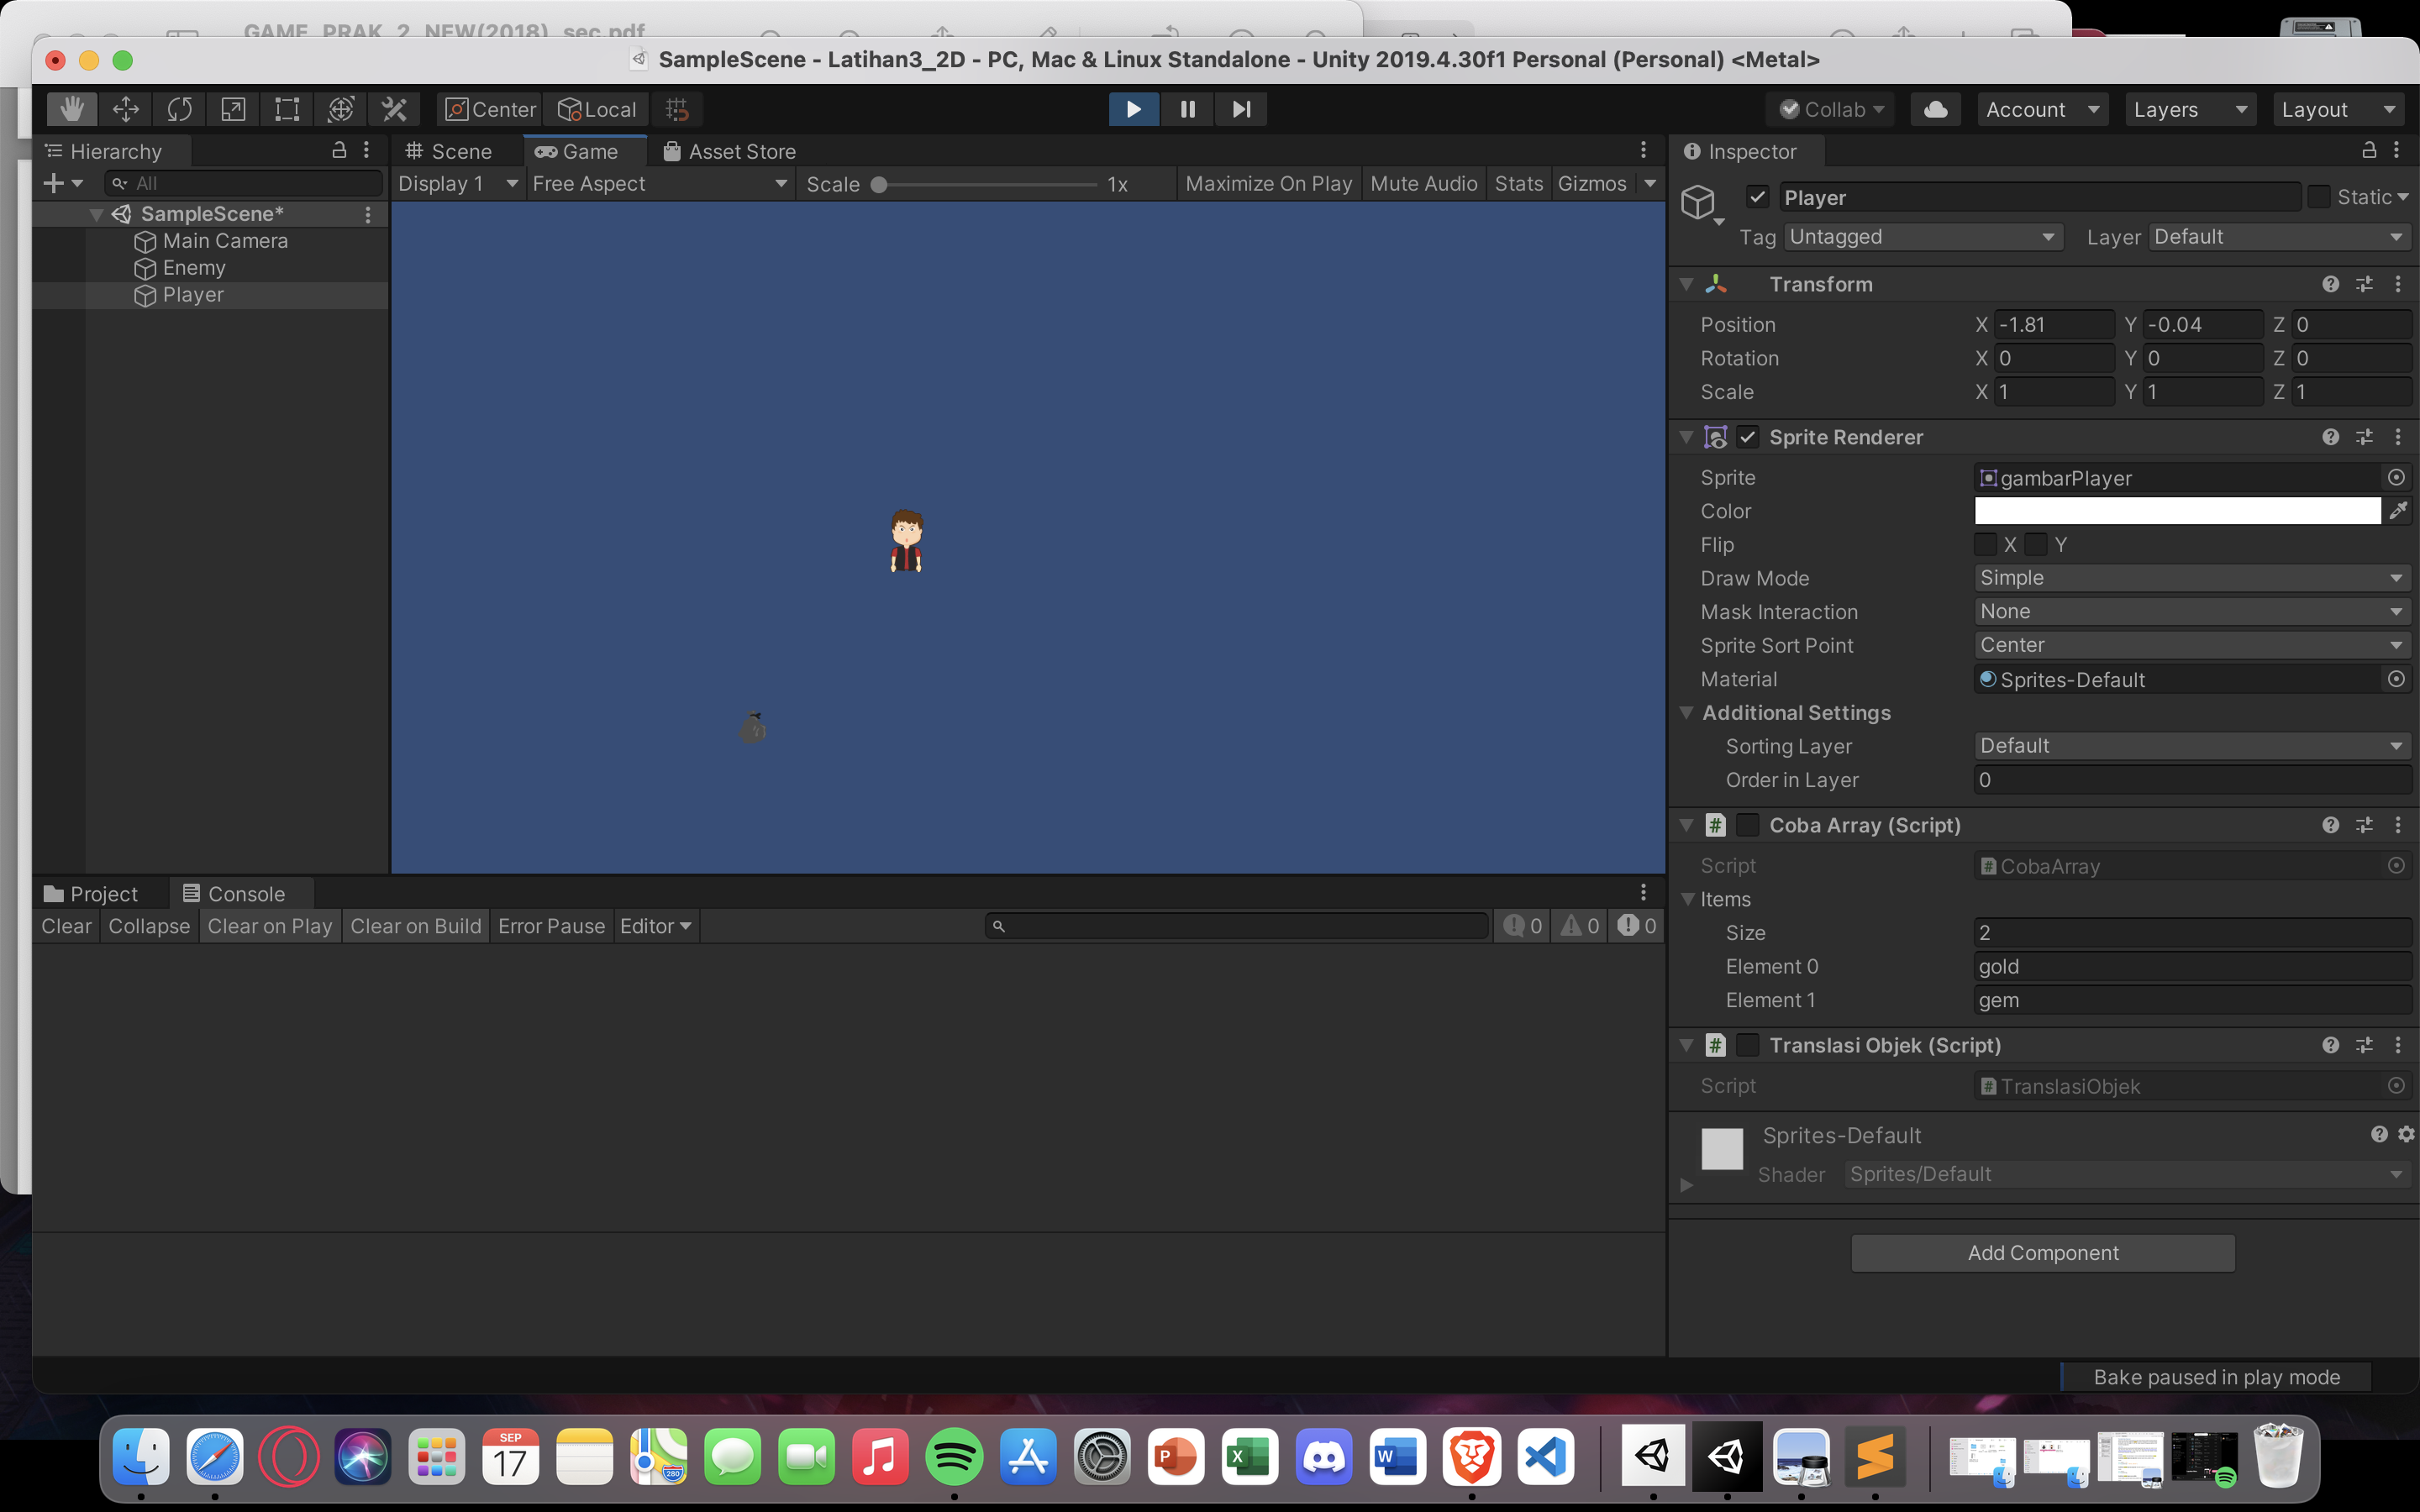 GAME_PRAK_2_NEW(2018)_sec.pdf
SampleScene - Latihan3_2D - PC, Mac & Linux Standalone - Unity 2019.4.30f1 Personal (Personal) <Metal>
Center Local Collab Account Layers Layout
Hierarchy
All
SampleScene*
Main Camera
Enemy
Player
Scene Game Asset Store
Display 1 Free Aspect Scale 1x Maximize On Play Mute Audio Stats Gizmos
Inspector
Player Static
Tag Untagged Layer Default
Transform
Position X -1.81 Y -0.04 Z 0
Rotation X 0 Y 0 Z 0
Scale X 1 Y 1 Z 1
Sprite Renderer
Sprite gambarPlayer
Color
Flip X Y
Draw Mode Simple
Mask Interaction None
Sprite Sort Point Center
Material Sprites-Default
Additional Settings
Sorting Layer Default
Order in Layer 0
# Coba Array (Script)
Script # CobaArray
Items
Size 2
Element 0 gold
Element 1 gem
# Translasi Objek (Script)
Script # TranslasiObjek
Sprites-Default
Shader Sprites/Default
Add Component
Project Console
Clear Collapse Clear on Play Clear on Build Error Pause Editor 0 0 0
Bake paused in play mode
SEP
17
280
P
X
W